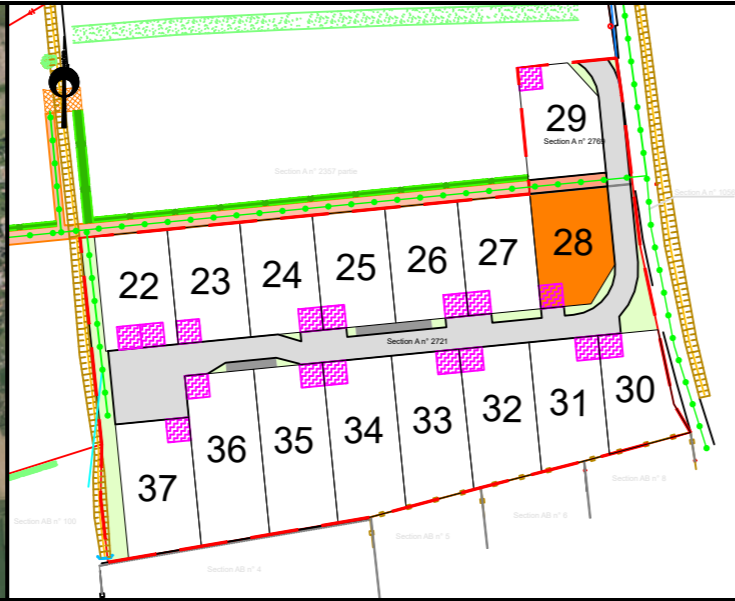 29
Section A n° 2769
Section A n° 2357 partie
Section A n° 1058
28
27
26
25
24
23
22
Section A n° 2721
30
31
32
33
34
35
36
37
Section AB n° 8
Section AB n° 6
Section AB n° 5
Section AB n° 4
Section AB n° 100